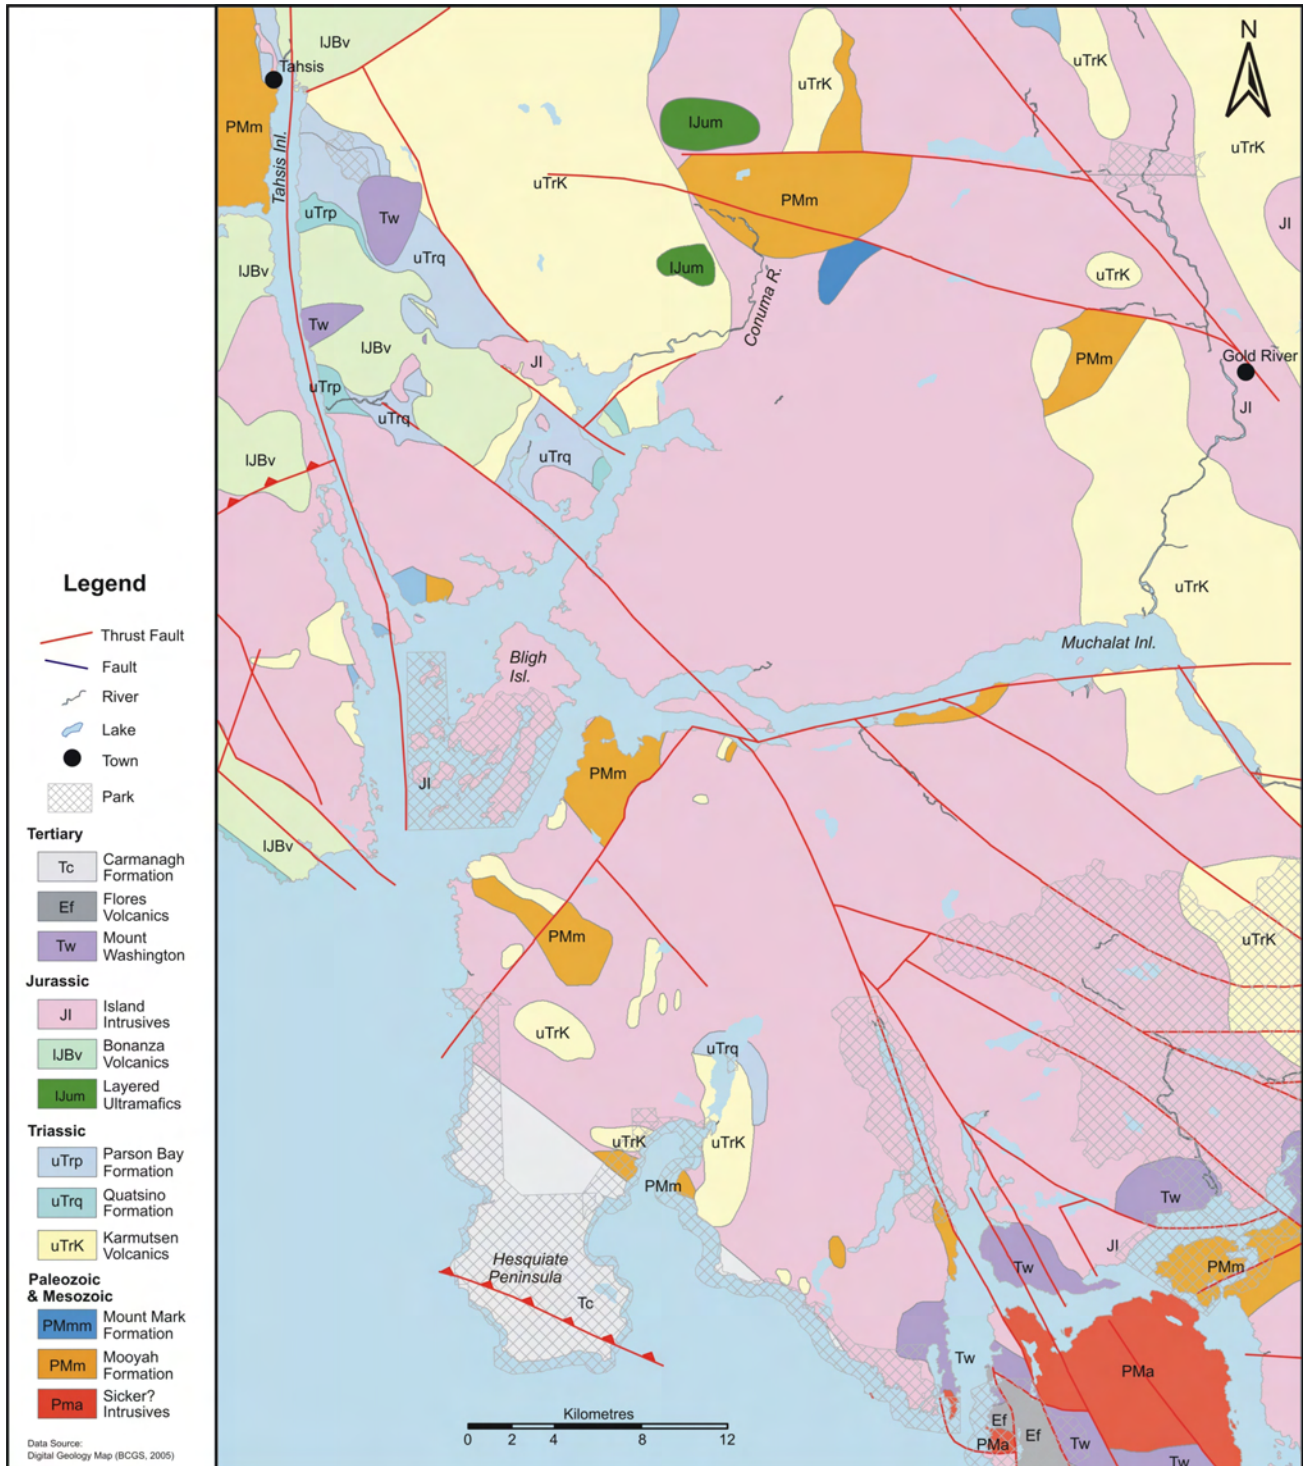 Legend
Thrust Fault
Fault
River
Lake
Town
Park
Tertiary
Tc
Carmanagh
Formation
Ef
Flores
Volcanics
Tw
Mount
Washington
Jurassic
JI
Island
Intrusives
IJBv
Bonanza
Volcanics
IJum
Layered
Ultramafics
Triassic
uTrp
Parson Bay
Formation
uTrq
Quatsino
Formation
uTrK
Karmutsen
Volcanics
Paleozoic
& Mesozoic
PMmm
Mount Mark
Formation
PMm
Mooyah
Formation
Pma
Sicker?
Intrusives
Data Source:
Digital Geology Map (BCGS, 2005)
IJBv
N
Tahsis
uTrK
uTrK
PMm
IJum
Tahsis Inl.
uTrK
uTrK
PMm
uTrp
Tw
JI
uTrq
IJBv
IJum
uTrK
Conuma R.
Tw
IJBv
JI
PMm
Gold River
uTrp
JI
uTrq
IJBv
uTrq
uTrK
Muchalat Inl.
Bligh
Isl.
PMm
JI
IJBv
PMm
uTrK
uTrK
uTrq
uTrK
uTrK
PMm
Tw
JI
Hesquiate
Peninsula
Tw
PMm
Tc
Tw
PMa
Ef
Ef
PMa
Tw
Tw
Kilometres
0 2 4 6 8 12